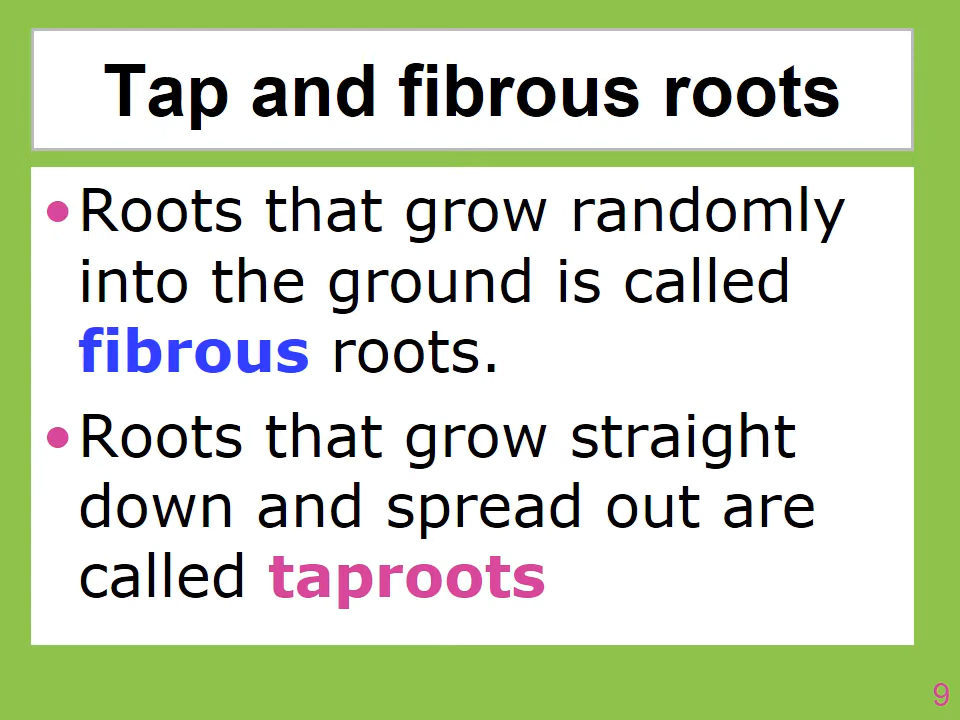 Tap and fibrous roots
•Roots that grow randomly
into the ground is called
fibrous roots.
•Roots that grow straight
down and spread out are
called taproots
9